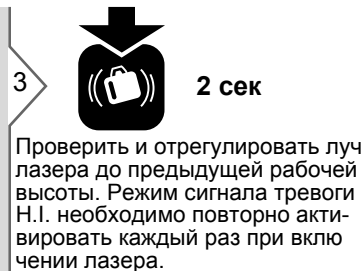 3
2 сек
Проверить и отрегулировать луч
лазера до предыдущей рабочей
высоты. Режим сигнала тревоги
H.I. необходимо повторно акти-
вировать каждый раз при вклю
чении лазера.